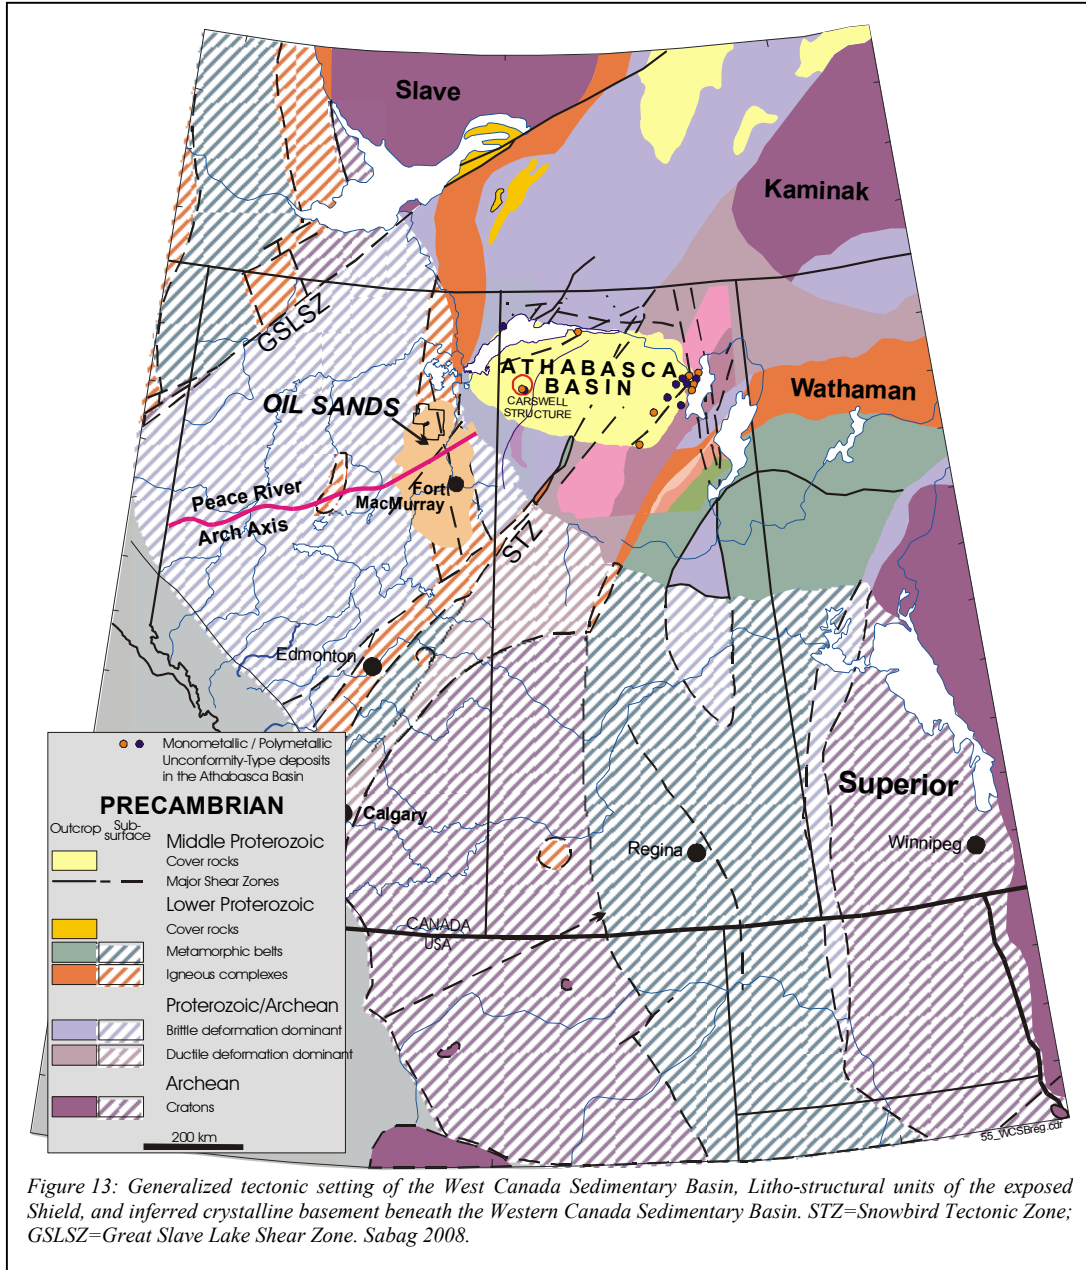 Slave
Kaminak
GSLSZ
ATHABASCA
BASIN
CARSWELL
STRUCTURE
Wathaman
OIL SANDS
Peace River
Arch Axis
Fort
MacMurray
STZ
Edmonton
Monometallic / Polymetallic
Unconformity-Type deposits
in the Athabasca Basin
PRECAMBRIAN
Outcrop
Sub-
surface
Middle Proterozoic
Cover rocks
Major Shear Zones
Lower Proterozoic
Cover rocks
Metamorphic belts
Igneous complexes
Proterozoic/Archean
Brittle deformation dominant
Ductile deformation dominant
Archean
Cratons
200 km
Calgary
Superior
Regina
Winnipeg
CANADA
USA
55_WCSBreg.cdr
Figure 13: Generalized tectonic setting of the West Canada Sedimentary Basin, Litho-structural units of the exposed
Shield, and inferred crystalline basement beneath the Western Canada Sedimentary Basin. STZ=Snowbird Tectonic Zone;
GSLSZ=Great Slave Lake Shear Zone. Sabag 2008.